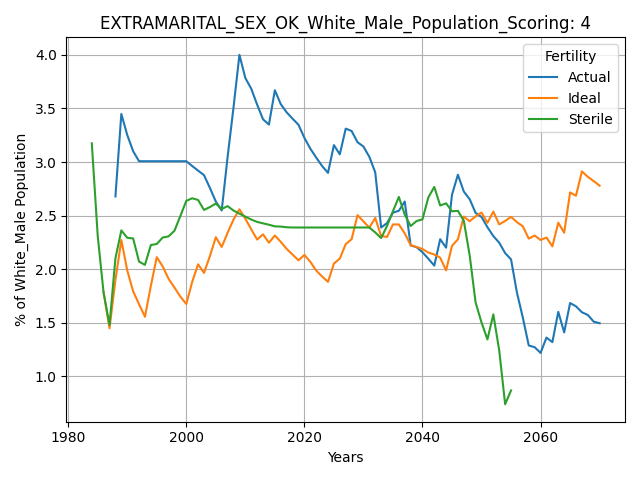 EXTRAMARITAL_SEX_OK_White_Male_Population_Scoring: 4
Fertility
Actual
Ideal
Sterile
% of White_Male Population
4.0
3.5
3.0
2.5
2.0
1.5
1.0
1980
2000
2020
2040
2060
Years